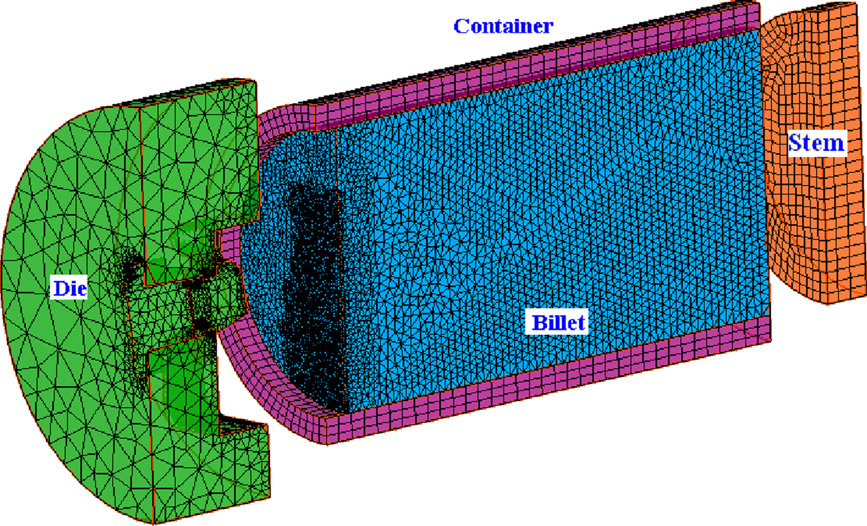 Container
Stem
Die
Billet